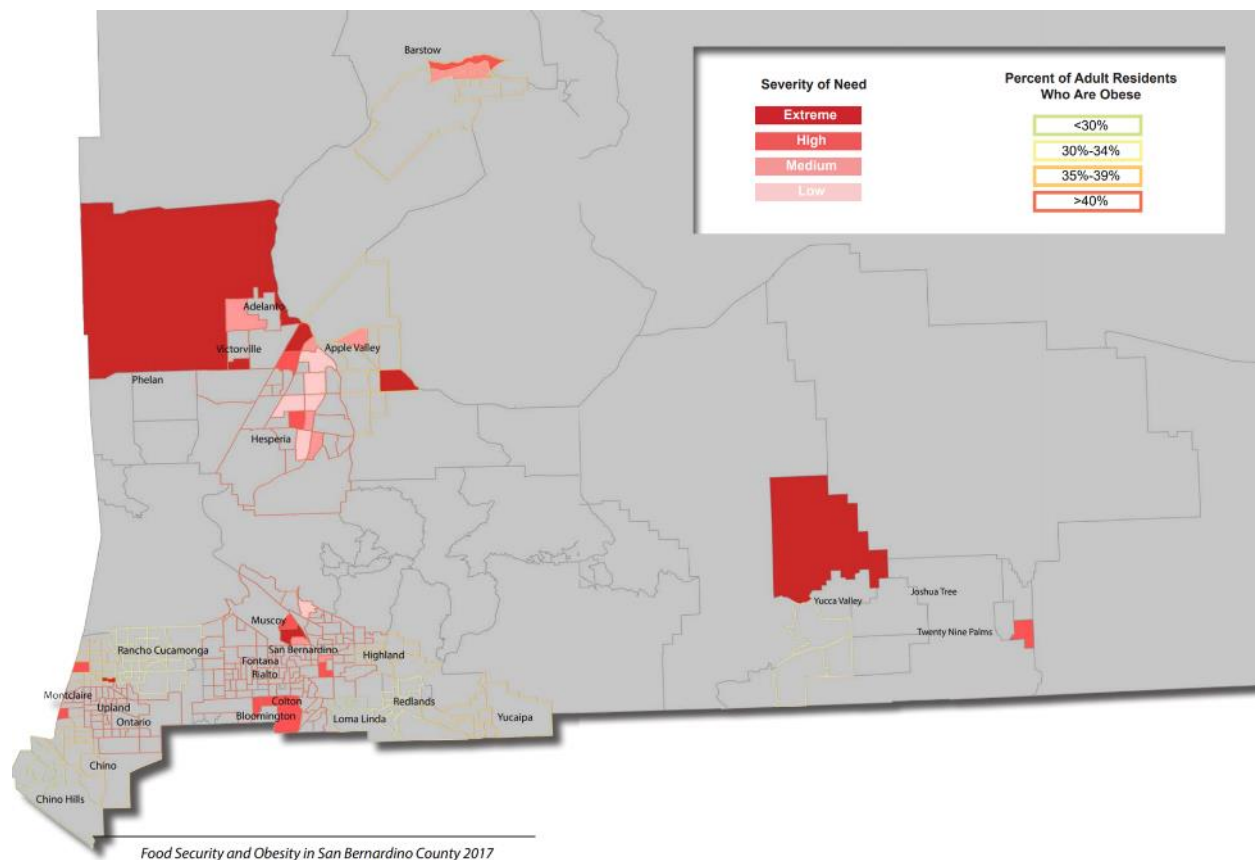 Barstow
Severity of Need
Extreme
High
Medium
Low
Percent of Adult Residents
Who Are Obese
<30%
30%-34%
35%-39%
>40%
Adelanto
Victorville
Apple Valley
Phelan
Hesperia
Joshua Tree
Yucca Valley
Twenty Nine Palms
Muscoy
Rancho Cucamonga
San Bernardino
Highland
Fontana
Rialto
Montclaire
Upland
Colton
Redlands
Ontario
Bloomington
Loma Linda
Yucaipa
Chino
Chino Hills
Food Security and Obesity in San Bernardino County 2017